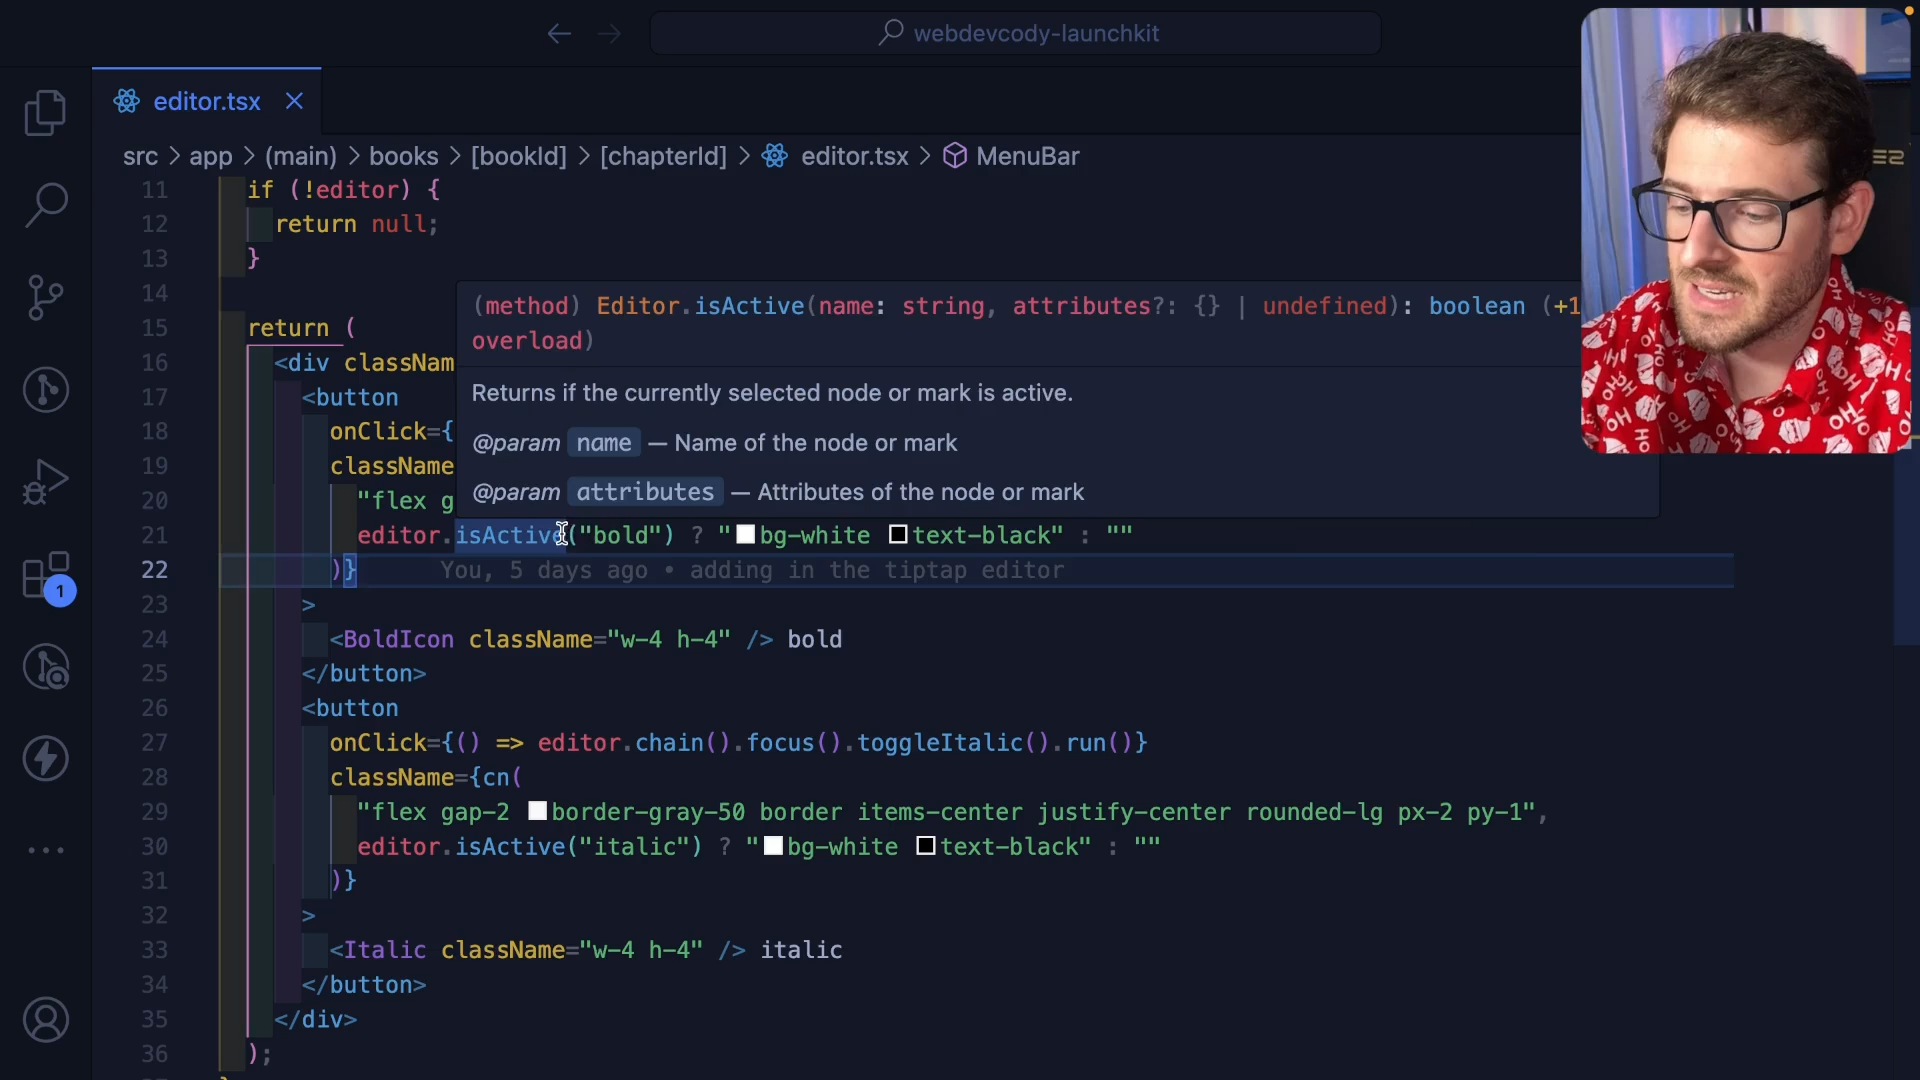 webdevcody-launchkit
editor.tsx
src > app > (main) > books > [bookId] > [chapterId] > editor.tsx > MenuBar
11 if (!editor) {
12 return null;
13 }
14
(method) Editor.isActive(name: string, attributes?: {} | undefined): boolean (+1
15 return (
overload)
16 <div classNam
17 <button
Returns if the currently selected node or mark is active.
18 onClick={
@param name — Name of the node or mark
19 className
20 "flex g
@param attributes — Attributes of the node or mark
21 editor.isActive("bold") ? "bg-white text-black" : ""
22 )} You, 5 days ago • adding in the tiptap editor
23 >
24 <BoldIcon className="w-4 h-4" /> bold
25 </button>
26 <button
27 onClick={() => editor.chain().focus().toggleItalic().run()}
28 className={cn(
29 "flex gap-2 border-gray-50 border items-center justify-center rounded-lg px-2 py-1",
30 editor.isActive("italic") ? "bg-white text-black" : ""
31 )}
32 >
33 <Italic className="w-4 h-4" /> italic
34 </button>
35 </div>
36 );
1